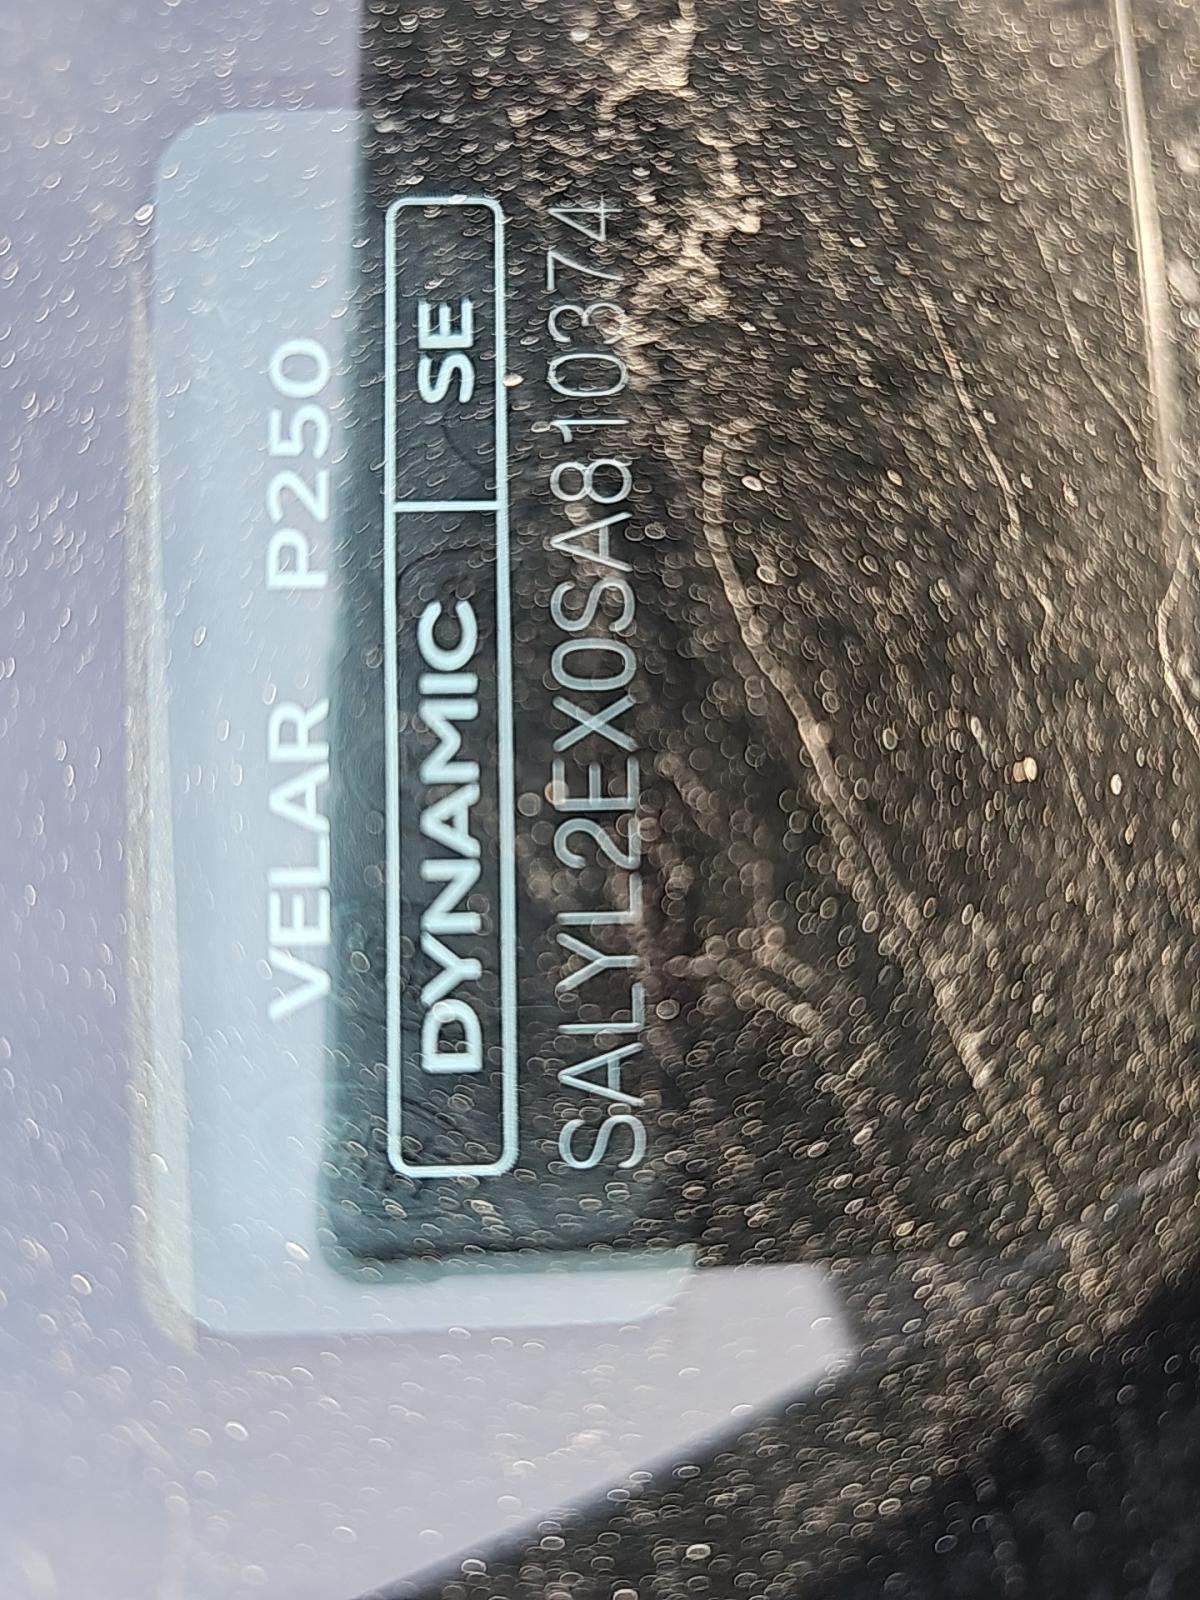 VELAR P250
DYNAMIC SE
SALYL2EX0SA810374